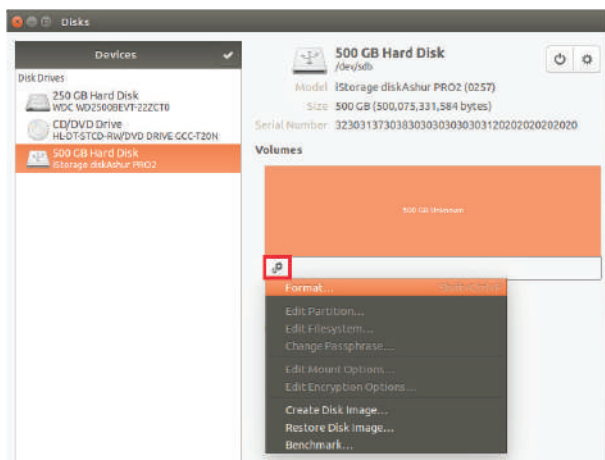 Disks
Devices
Disk Drives
250 GB Hard Disk
WDC WD2500BEVT-22ZCT0
CD/DVD Drive
HL-DT-STCD-RW/DVD DRIVE GCC-T20N
500 GB Hard Disk
iStorage diskAshur PRO2
500 GB Hard Disk
/dev/sdb
Model iStorage diskAshur PRO2 (0257)
Size 500 GB (500,075,331,584 bytes)
Serial Number
Volumes
500 GB Unknown
Format...
Edit Partition...
Edit Filesystem...
Change Passphrase...
Edit Mount Options...
Edit Encryption Options...
Create Disk Image...
Restore Disk Image...
Benchmark...